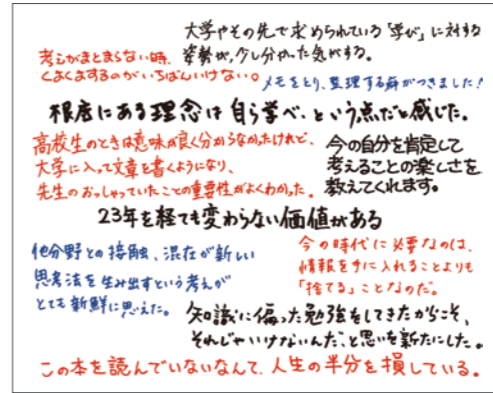 大学やその先で求められている「学び」に対する
姿勢が、少し分かった気がする。
考えがまとまらない時、
くよくよするのがいちばんいけない。
メモをとり、整理する癖がつきました!
根底にある理念は自ら学べ、という点だと感じた。
高校生のときは意味が良く分からなかったけれど、
大学に入って文章を書くようになり、
先生のおっしゃっていたことの重要性がよくわかった。
今の自分を肯定して
考えることの楽しさを
教えてくれます。
23年を経ても変わらない価値がある
他分野との接触、混在が新しい
思考法を生み出すという考えが
とても新鮮に思えた。
今の時代に必要なのは、
情報を手に入れることよりも
「捨てる」ことなのだ。
知識に偏った勉強をしてきたからこそ、
それじゃいけないんだ、と思いを新たにした。
この本を読んでいないなんて、人生の半分を損している。